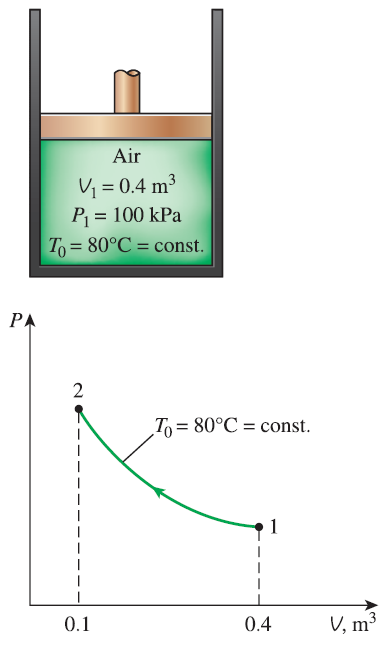 Air
V₁ = 0.4 m³
P₁ = 100 kPa
T₀ = 80°C = const.
P
2
T₀ = 80°C = const.
1
0.1
0.4
V, m³